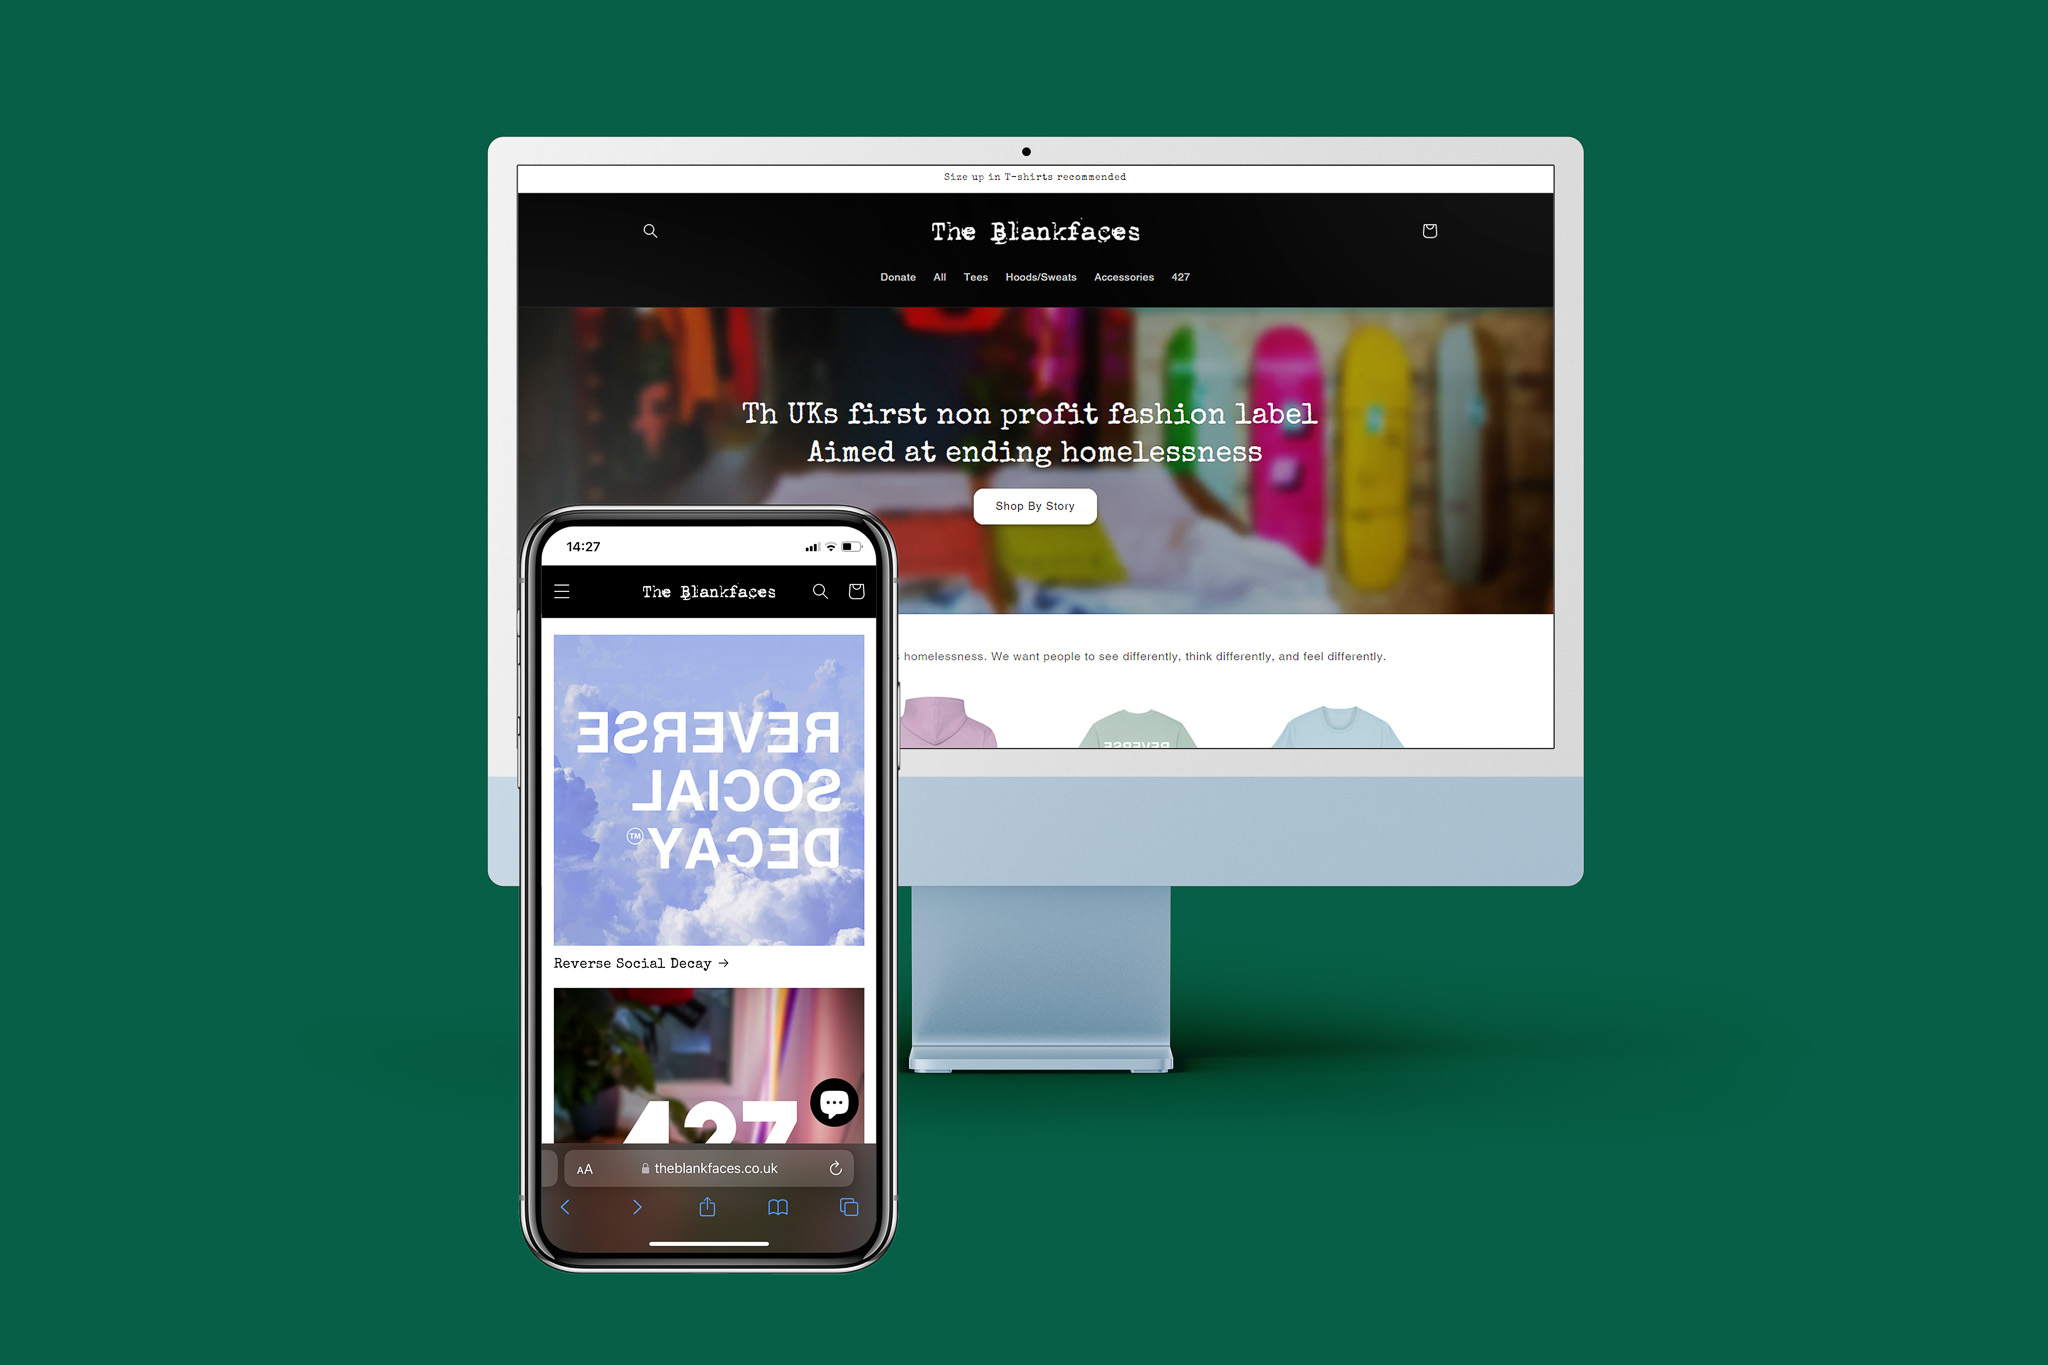 Size up in T-shirts recommended
The Blankfaces
Donate All Tees Hoods/Sweats Accessories 427
Th UKs first non profit fashion label
Aimed at ending homelessness
Shop By Story
homelessness. We want people to see differently, think differently, and feel differently.
REVERSE
14:27
The Blankfaces
REVERSE
SOCIAL
DECAY TM
Reverse Social Decay →
427
AA theblankfaces.co.uk